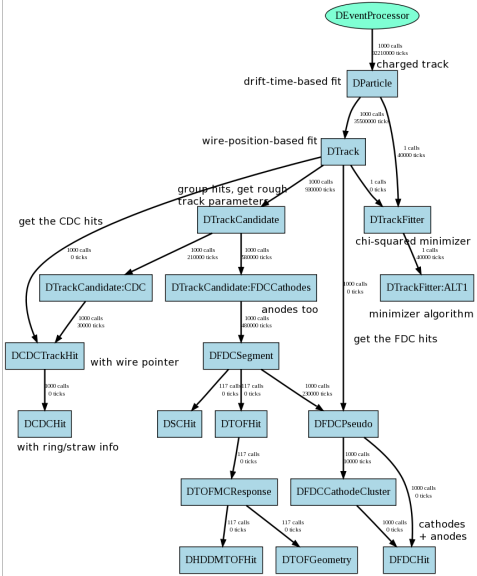 DEventProcessor
1000 calls
charged track
DParticle
drift-time-based fit
1000 calls
35500000 ticks
1 calls
40000 ticks
wire-position-based fit
DTrack
1000 calls
930000 ticks
1 calls
0 ticks
group hits, get rough
track parameters
DTrackCandidate
DTrackFitter
get the CDC hits
chi-squared minimizer
1000 calls
0 ticks
1000 calls
210000 ticks
1000 calls
580000 ticks
1 calls
40000 ticks
1000 calls
0 ticks
DTrackCandidate:CDC
DTrackCandidate:FDCCathodes
DTrackFitter:ALT1
anodes too
minimizer algorithm
1000 calls
30000 ticks
1000 calls
480000 ticks
get the FDC hits
DCDCTrackHit
with wire pointer
DFDCSegment
1000 calls
0 ticks
117 calls
0 ticks
117 calls
0 ticks
1000 calls
230000 ticks
DCDCHit
DSCHit
DTOFHit
DFDCPseudo
with ring/straw info
117 calls
0 ticks
1000 calls
1000 calls
0 ticks
DTOFMCResponse
DFDCCathodeCluster
117 calls
0 ticks
117 calls
0 ticks
1000 calls
0 ticks
cathodes
+ anodes
DHDDMTOFHit
DTOFGeometry
DFDCHit